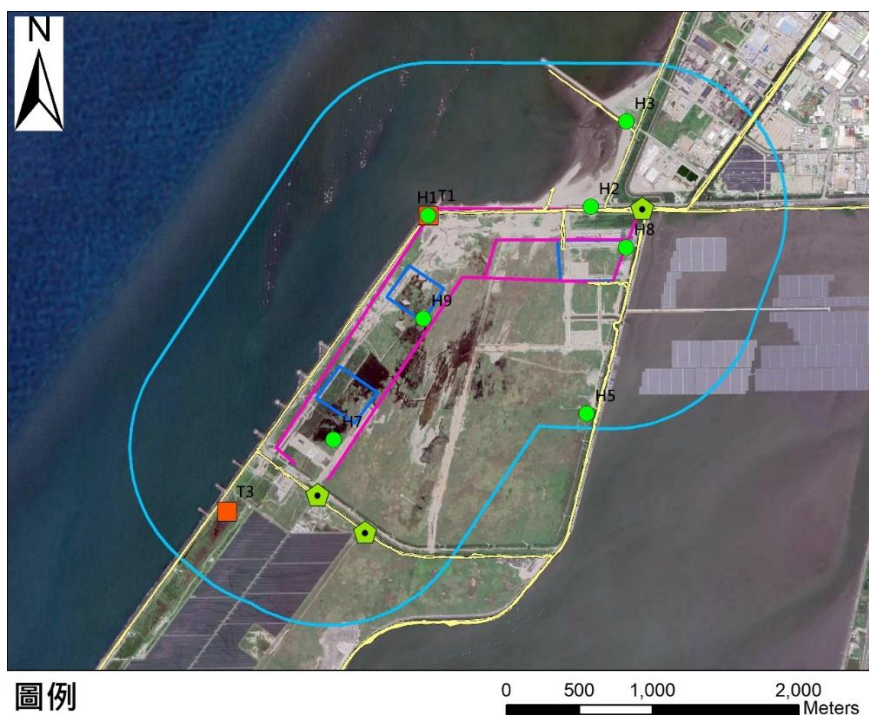 N
H3
H1 T1
H2
H8
H9
H5
H7
T3
圖例
0 500 1,000 2,000
Meters